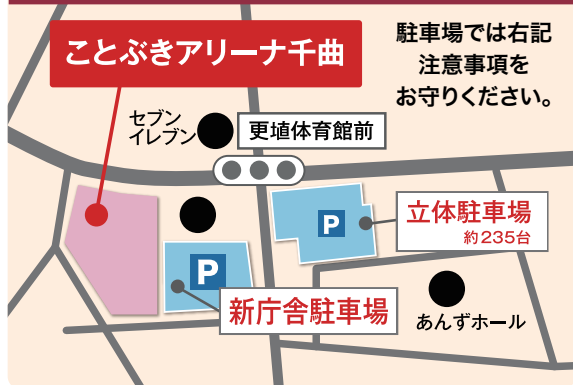 ことぶきアリーナ千曲
駐車場では右記
注意事項を
お守りください。
セブン
イレブン
更埴体育館前
P
立体駐車場
約235台
P
新庁舎駐車場
あんずホール